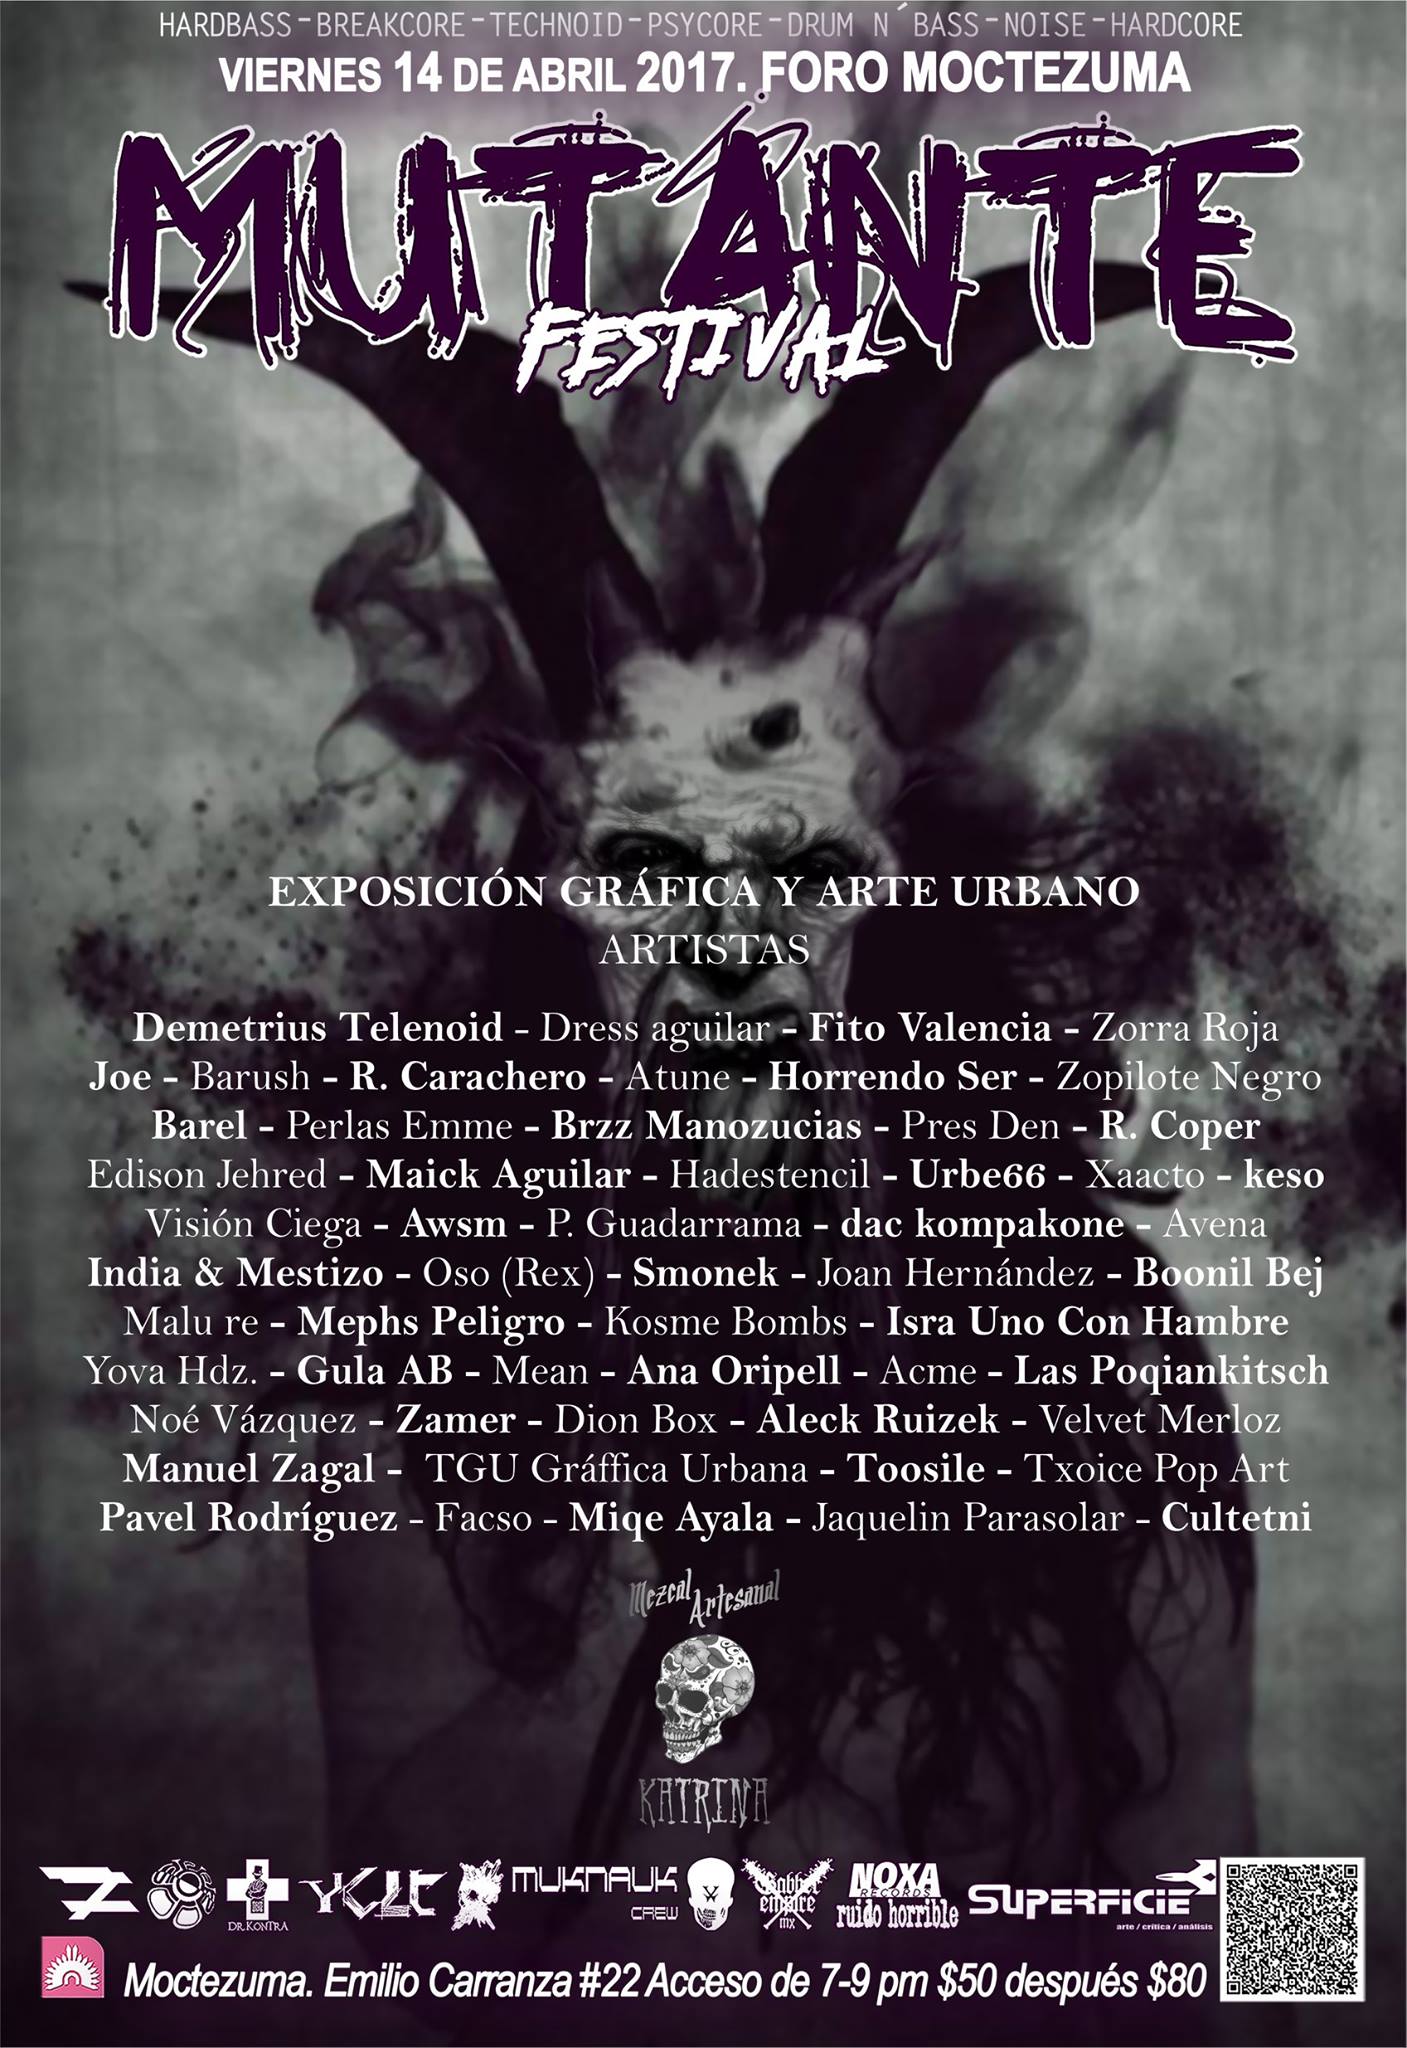 HARDBASS-BREAKCORE-TECHNOID-PSYCORE-DRUM N´BASS-NOISE-HARDCORE
VIERNES 14 DE ABRIL 2017. FORO MOCTEZUMA
MUTANTE
FESTIVAL
EXPOSICIÓN GRÁFICA Y ARTE URBANO
ARTISTAS
Demetrius Telenoid - Dress aguilar - Fito Valencia - Zorra Roja
Joe - Barush - R. Carachero - Atune - Horrendo Ser - Zopilote Negro
Barel - Perlas Emme - Brzz Manozucias - Pres Den - R. Coper
Edison Jehred - Maick Aguilar - Hadestencil - Urbe66 - Xaacto - keso
Visión Ciega - Awsm - P. Guadarrama - dac kompakone - Avena
India & Mestizo - Oso (Rex) - Smonek - Joan Hernández - Boonil Bej
Malu re - Mephs Peligro - Kosme Bombs - Isra Uno Con Hambre
Yova Hdz. - Gula AB - Mean - Ana Oripell - Acme - Las Poqiankitsch
Noé Vázquez - Zamer - Dion Box - Aleck Ruizek - Velvet Merloz
Manuel Zagal - TGU Gráffica Urbana - Toosile - Txoice Pop Art
Pavel Rodríguez - Facso - Miqe Ayala - Jaquelin Parasolar - Cultetni
Mezcal Artesanal
KATRINA
DR. KONTRA
MUKNAUK
CREW
Gabber
empire
mx
NOXA
RECORDS
ruido horrible
SUPERFICIE
arte / crítica / análisis
Moctezuma. Emilio Carranza #22 Acceso de 7-9 pm $50 después $80